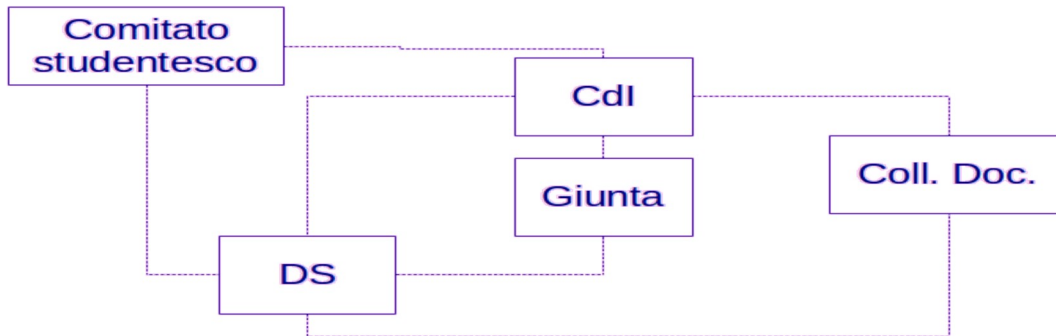 Comitato
studentesco
CdI
Giunta
Coll. Doc.
DS